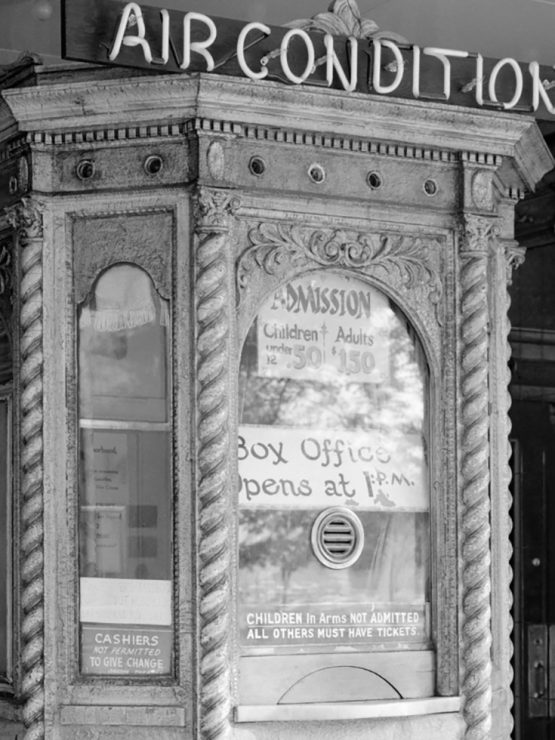 AIR CONDITION
ADMISSION
Children Adults
under
12 .50 $1.50
Box Office
Opens at 1:P.M.
CHILDREN In Arms NOT ADMITTED
ALL OTHERS MUST HAVE TICKETS.
CASHIERS
NOT PERMITTED
TO GIVE CHANGE